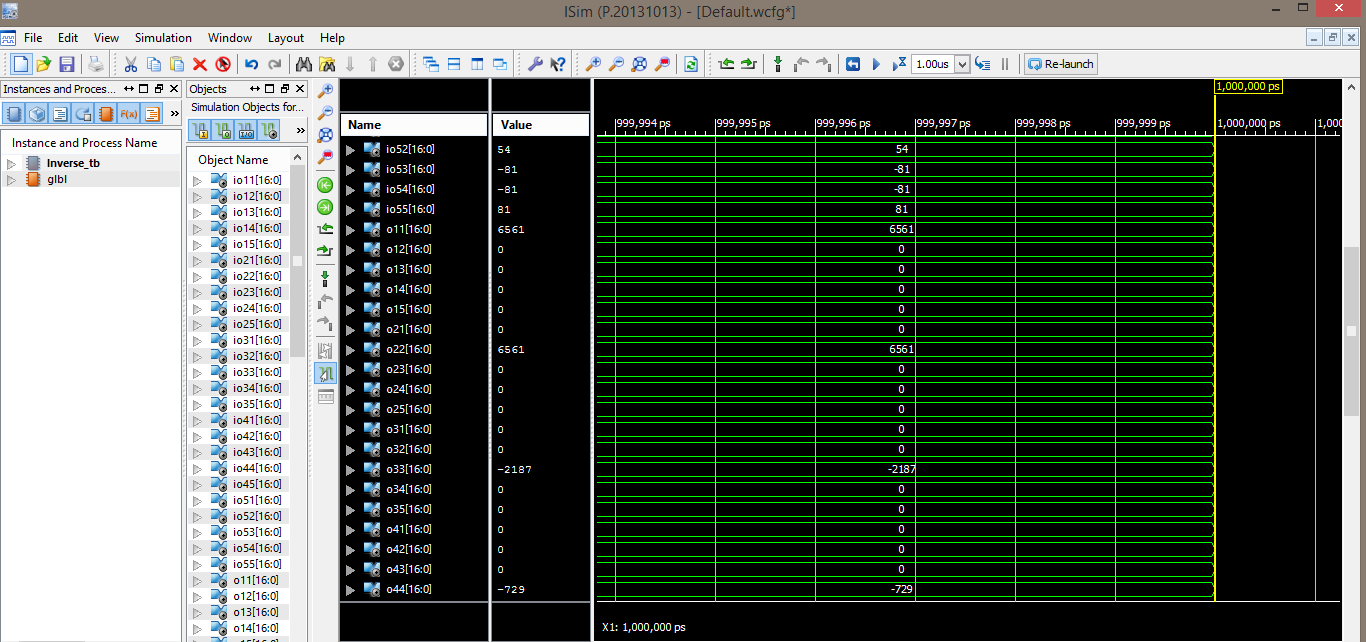 ISim (P.20131013) - [Default.wcfg*]
File Edit View Simulation Window Layout Help
1.00us Re-launch
Instances and Proces...
Instance and Process Name
Inverse_tb
glbl
Objects
Simulation Objects for...
Object Name
io11[16:0]
io12[16:0]
io13[16:0]
io14[16:0]
io15[16:0]
io21[16:0]
io22[16:0]
io23[16:0]
io24[16:0]
io25[16:0]
io31[16:0]
io32[16:0]
io33[16:0]
io34[16:0]
io35[16:0]
io41[16:0]
io42[16:0]
io43[16:0]
io44[16:0]
io45[16:0]
io51[16:0]
io52[16:0]
io53[16:0]
io54[16:0]
io55[16:0]
o11[16:0]
o12[16:0]
o13[16:0]
o14[16:0]
1,000,000 ps
999,994 ps 999,995 ps 999,996 ps 999,997 ps 999,998 ps 999,999 ps 1,000,000 ps
Name Value
io52[16:0] 54 54
io53[16:0] -81 -81
io54[16:0] -81 -81
io55[16:0] 81 81
o11[16:0] 6561 6561
o12[16:0] 0 0
o13[16:0] 0 0
o14[16:0] 0 0
o15[16:0] 0 0
o21[16:0] 0 0
o22[16:0] 6561 6561
o23[16:0] 0 0
o24[16:0] 0 0
o25[16:0] 0 0
o31[16:0] 0 0
o32[16:0] 0 0
o33[16:0] -2187 -2187
o34[16:0] 0 0
o35[16:0] 0 0
o41[16:0] 0 0
o42[16:0] 0 0
o43[16:0] 0 0
o44[16:0] -729 -729
X1: 1,000,000 ps